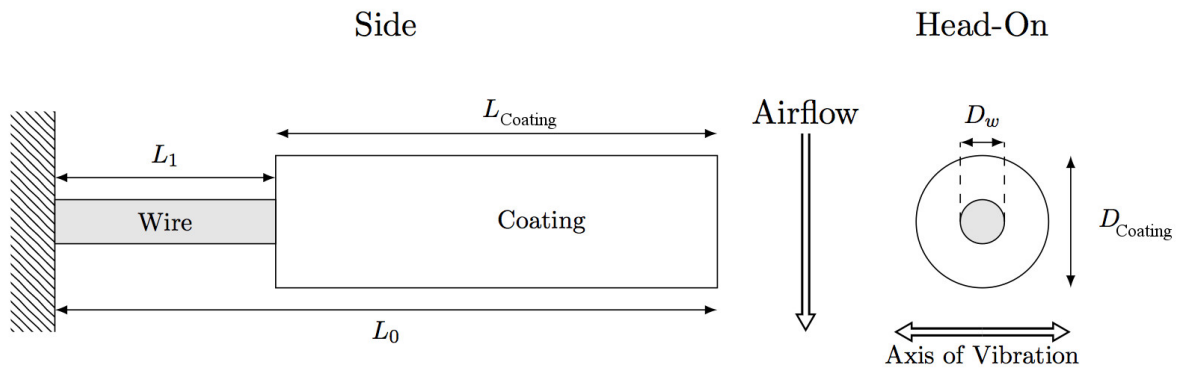 Side
Head-On
L_Coating
Airflow
D_w
L_1
Wire
Coating
D_Coating
L_0
Axis of Vibration